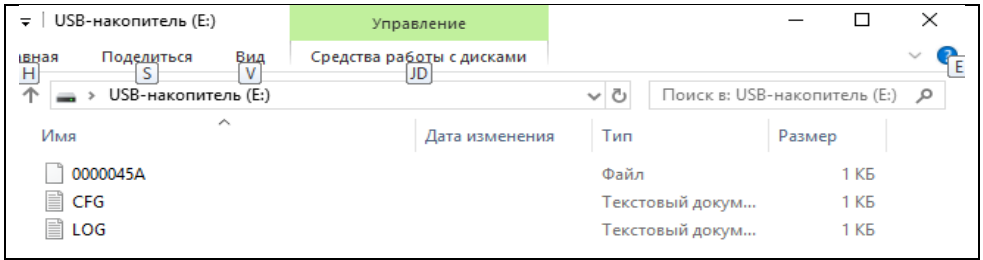 USB-накопитель (E:) Управление
лавная Поделиться Вид Средства работы с дисками ?
H S V JD E
USB-накопитель (E:) Поиск в: USB-накопитель (E:)
Имя Дата изменения Тип Размер
0000045A Файл 1 КБ
CFG Текстовый докум... 1 КБ
LOG Текстовый докум... 1 КБ